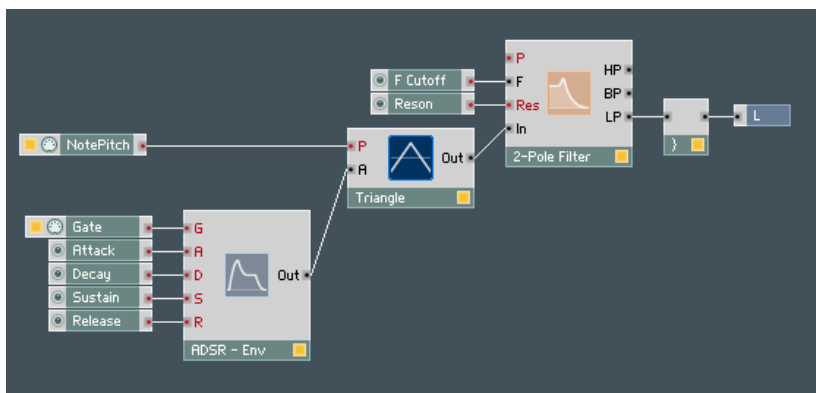 P
F Cutoff
F
HP
Reson
Res
BP
In
LP
}
L
2-Pole Filter
NotePitch
P
A
Out
Triangle
Gate
G
Attack
A
Decay
D
Out
Sustain
S
Release
R
ADSR - Env